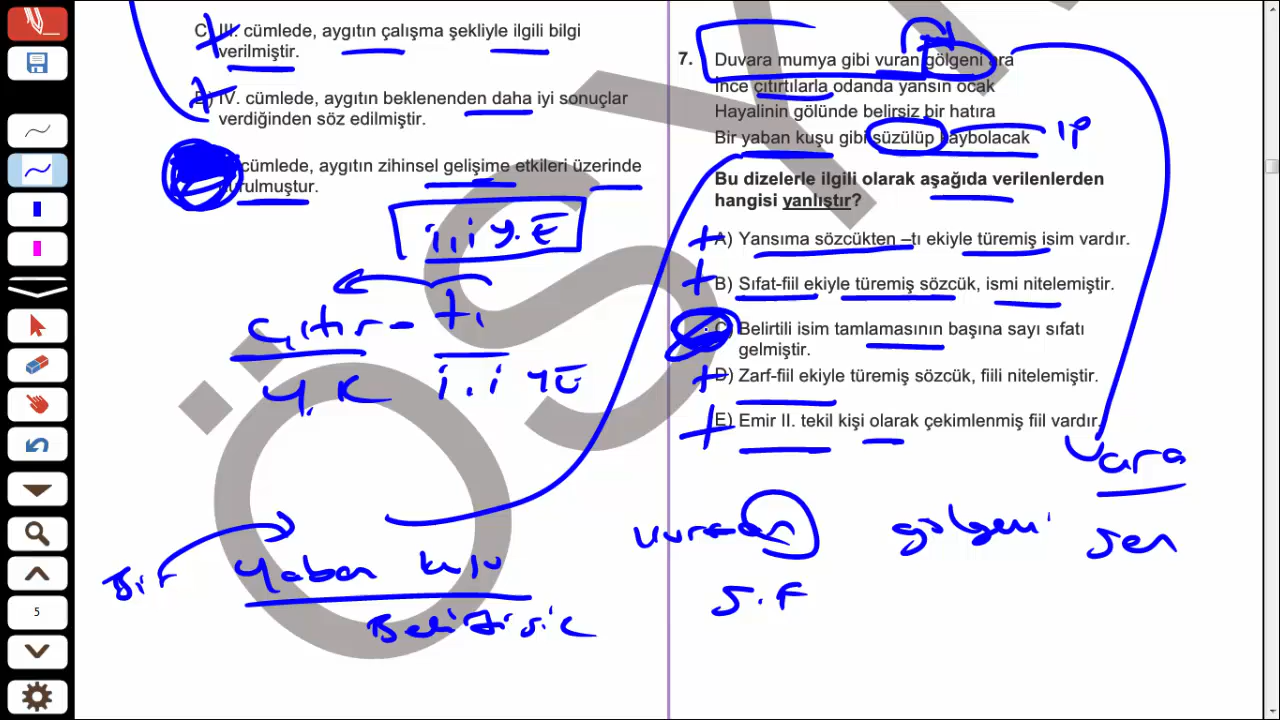 C) III. cümlede, aygıtın çalışma şekliyle ilgili bilgi
verilmiştir.
D) IV. cümlede, aygıtın beklenenden daha iyi sonuçlar
verdiğinden söz edilmiştir.
cümlede, aygıtın zihinsel gelişime etkileri üzerinde
durulmuştur.
i.i y.E
çıtır - tı
y.K i.i YE
Bir yaban kuşu
Belirtisiz
5
7. Duvara mumya gibi vuran gölgeni ara
İnce çıtırtılarla odanda yansın ocak
Hayalinin gölünde belirsiz bir hatıra
Bir yaban kuşu gibi süzülüp kaybolacak
ıp
Bu dizelerle ilgili olarak aşağıda verilenlerden
hangisi yanlıştır?
A) Yansıma sözcükten –tı ekiyle türemiş isim vardır.
B) Sıfat-fiil ekiyle türemiş sözcük, ismi nitelemiştir.
C) Belirtili isim tamlamasının başına sayı sıfatı
gelmiştir.
D) Zarf-fiil ekiyle türemiş sözcük, fiili nitelemiştir.
E) Emir II. tekil kişi olarak çekimlenmiş fiil vardır.
ara
vuran gölgeni sen
S.F